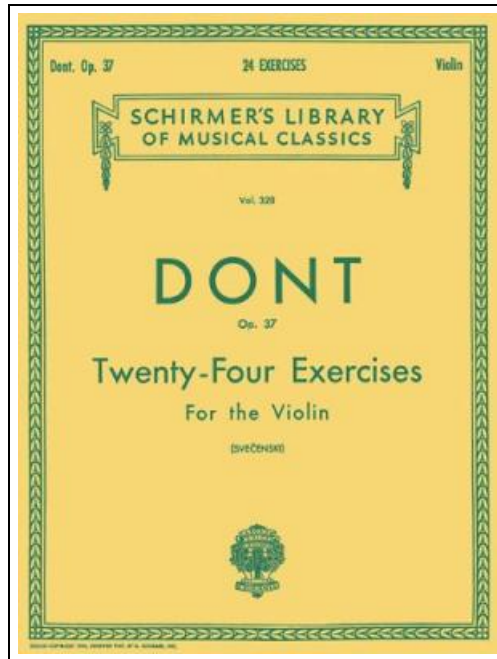 Dont. Op. 37 24 EXERCISES Violin
SCHIRMER'S LIBRARY
OF MUSICAL CLASSICS
Vol. 328
DONT
Op. 37
Twenty-Four Exercises
For the Violin
(SVEČENSKI)